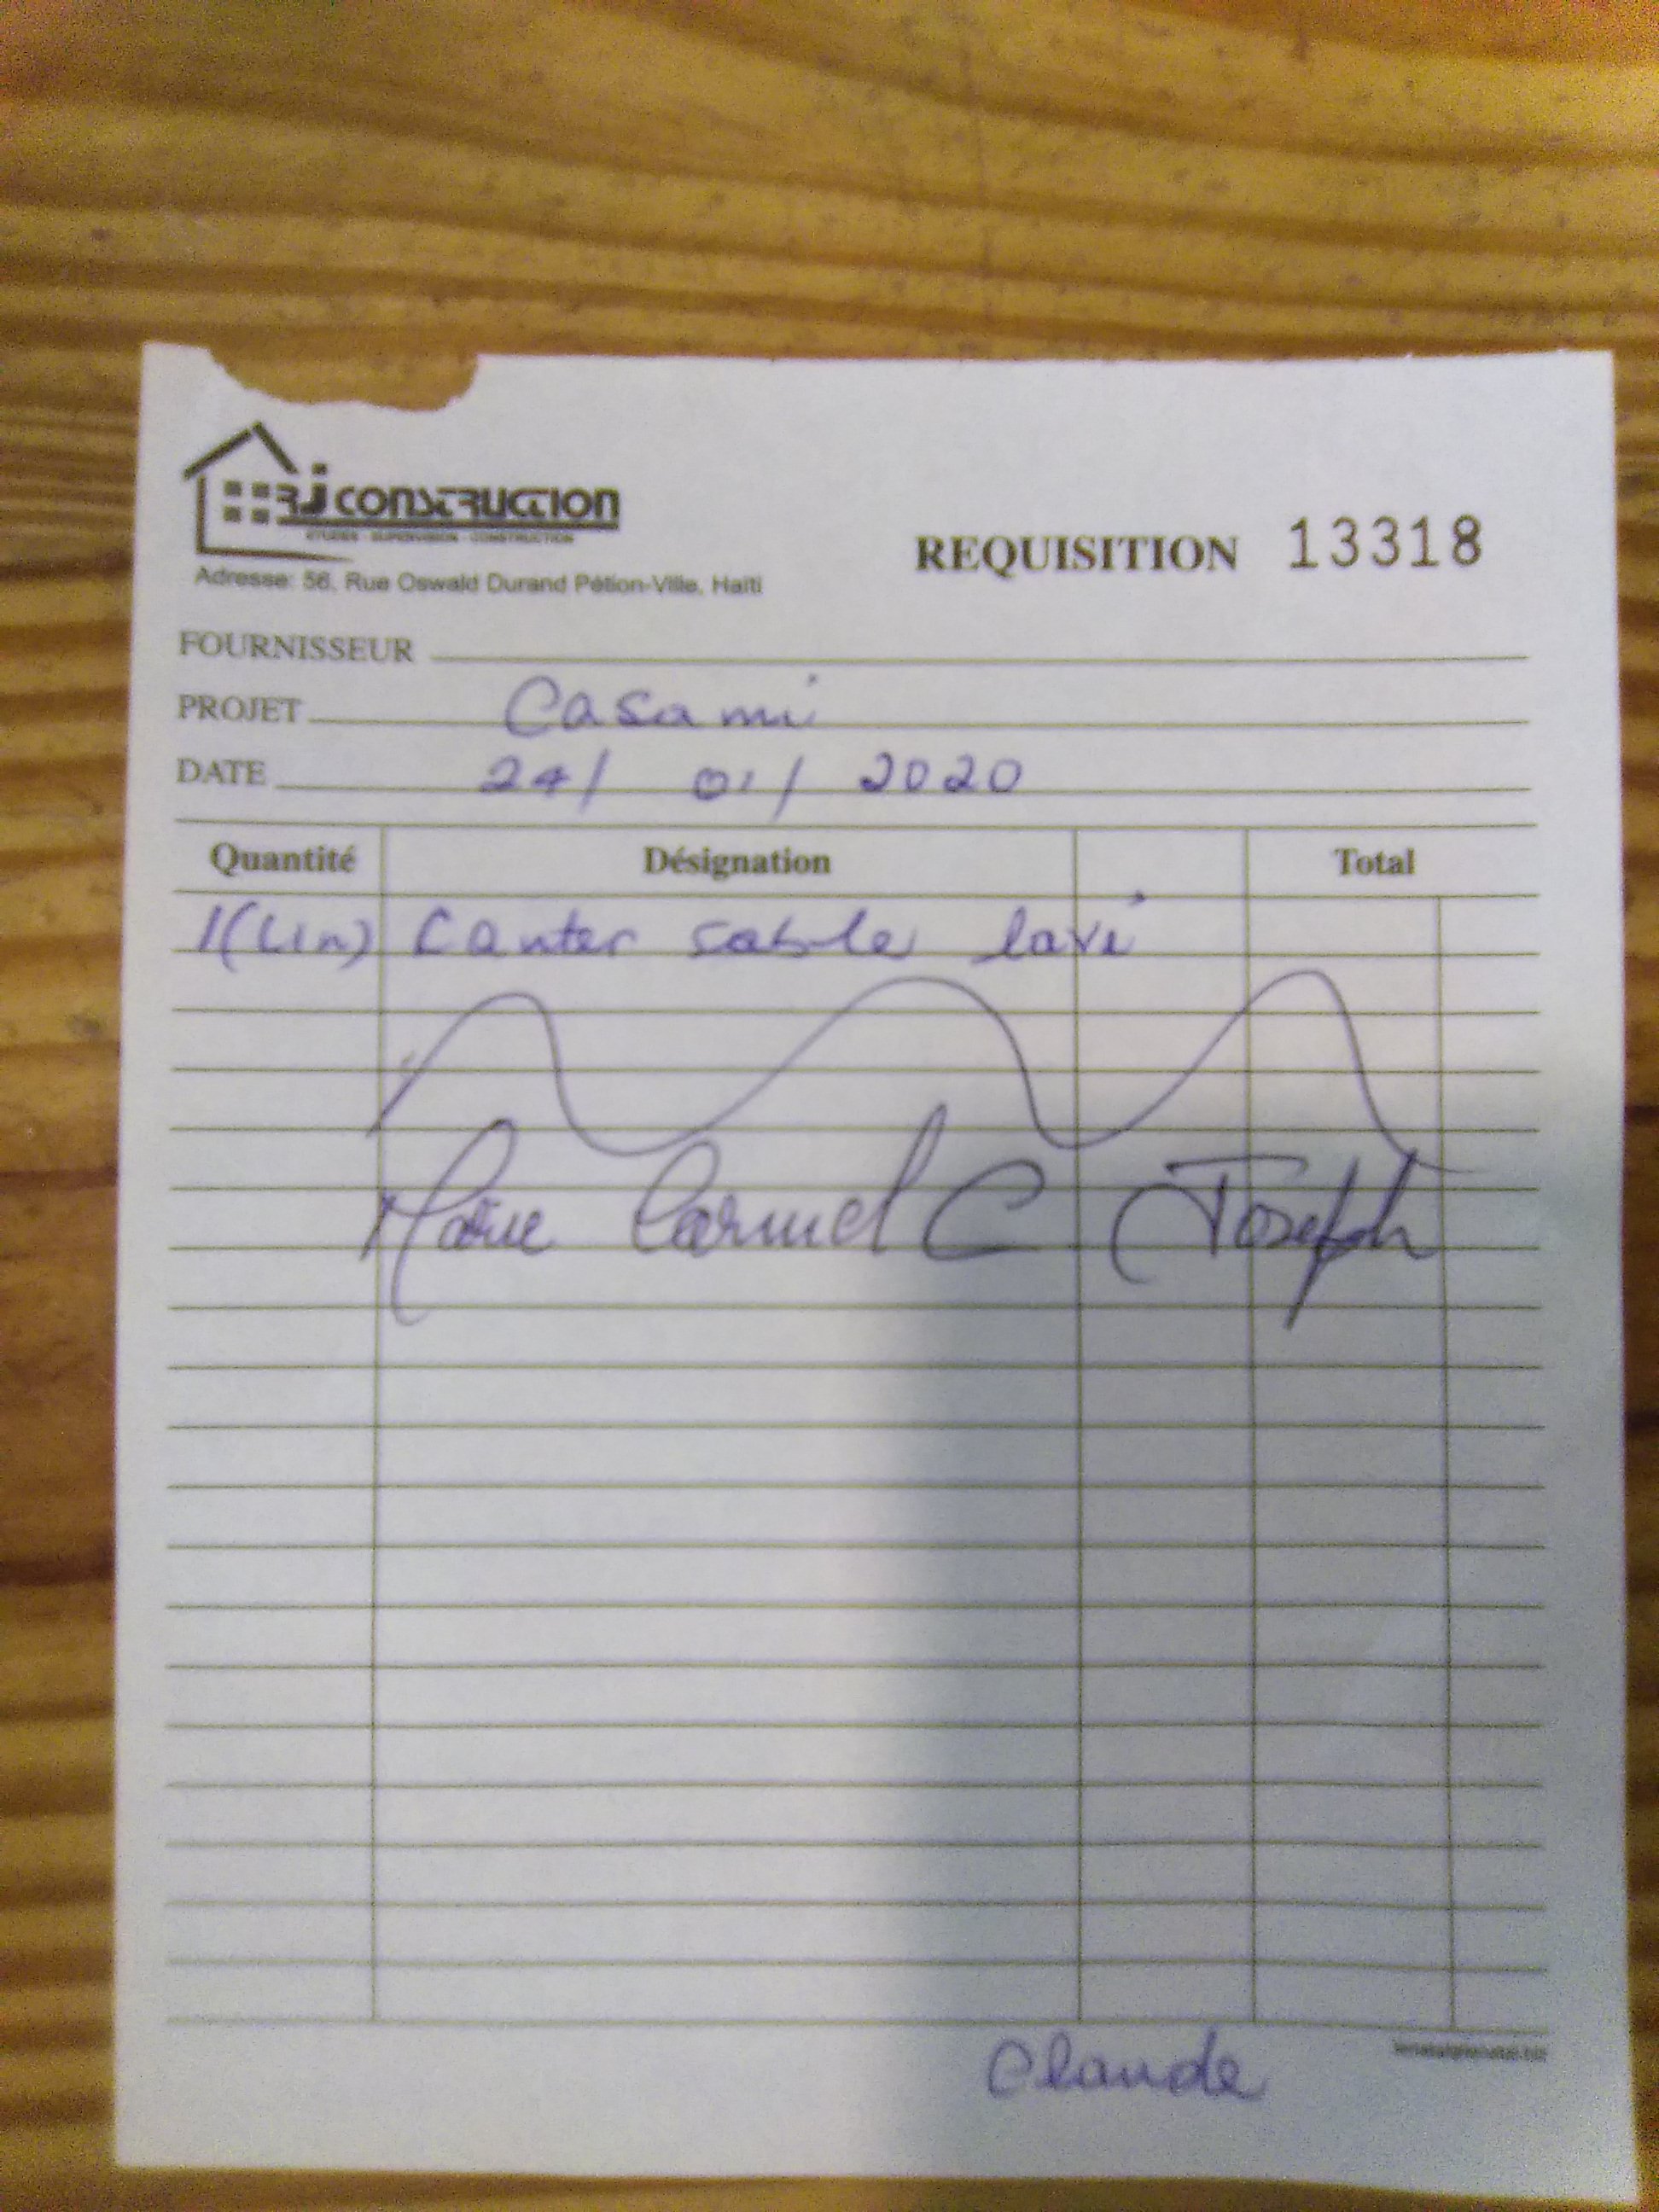 RJ CONSTRUCTION
ETUDES - SUPERVISION - CONSTRUCTION
Adresse: 56, Rue Oswald Durand Pétion-Ville, Haïti
REQUISITION 13318
FOURNISSEUR
PROJET Casami
DATE 24/ 01/ 2020
Quantité Désignation Total
1(Un) Canter sable lavé
Marie Carmel C Joseph
Claude